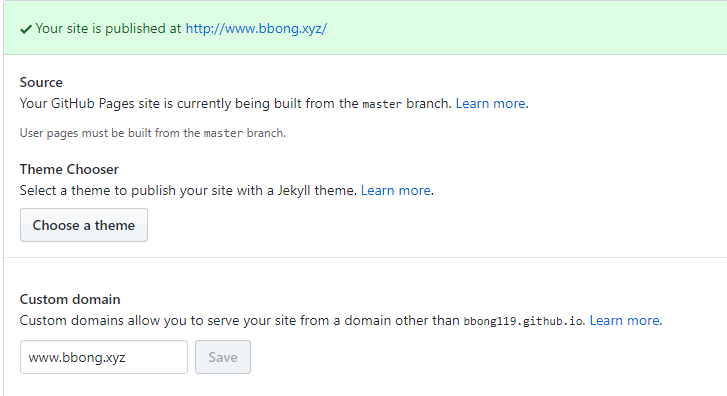 ✓ Your site is published at http://www.bbong.xyz/
Source
Your GitHub Pages site is currently being built from the master branch. Learn more.
User pages must be built from the master branch.
Theme Chooser
Select a theme to publish your site with a Jekyll theme. Learn more.
Choose a theme
Custom domain
Custom domains allow you to serve your site from a domain other than bbong119.github.io. Learn more.
www.bbong.xyz Save